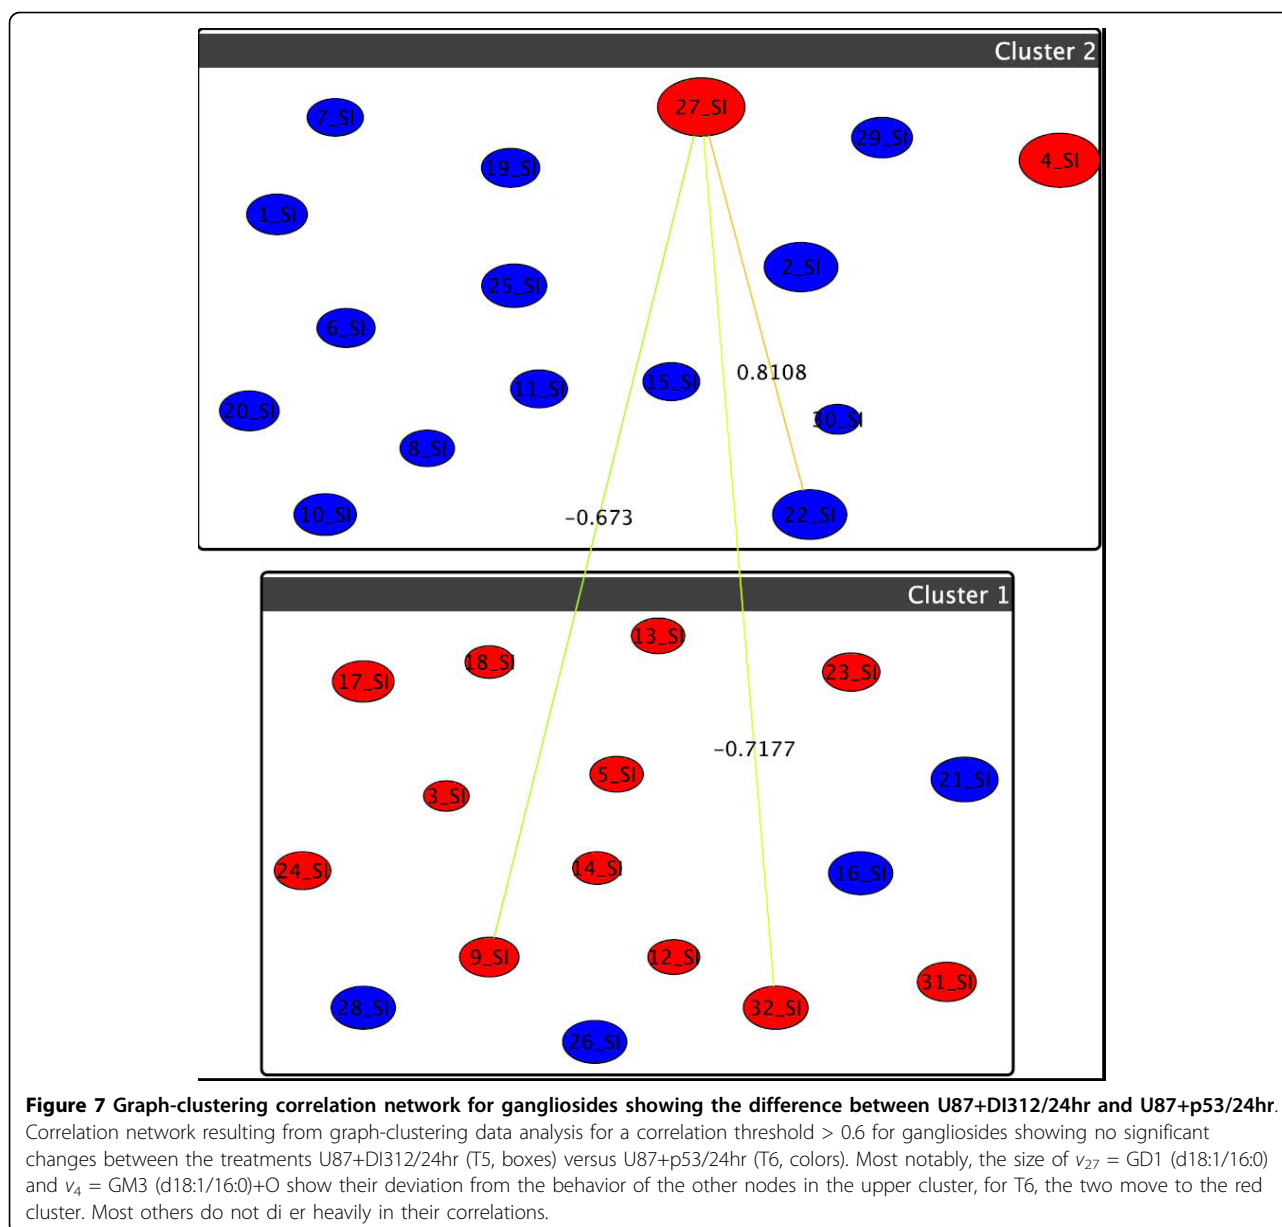 Cluster 2
27_SI
7_SI
29_SI
4_SI
19_SI
1_SI
2_SI
25_SI
6_SI
0.8108
15_SI
11_SI
20_SI
30_SI
8_SI
10_SI
-0.673
22_SI
Cluster 1
13_SI
18_SI
23_SI
17_SI
-0.7177
5_SI
21_SI
3_SI
24_SI
14_SI
16_SI
9_SI
12_SI
31_SI
28_SI
32_SI
26_SI
Figure 7 Graph-clustering correlation network for gangliosides showing the difference between U87+DI312/24hr and U87+p53/24hr.
Correlation network resulting from graph-clustering data analysis for a correlation threshold > 0.6 for gangliosides showing no significant
changes between the treatments U87+DI312/24hr (T5, boxes) versus U87+p53/24hr (T6, colors). Most notably, the size of v27 = GD1 (d18:1/16:0)
and v4 = GM3 (d18:1/16:0)+O show their deviation from the behavior of the other nodes in the upper cluster, for T6, the two move to the red
cluster. Most others do not di er heavily in their correlations.